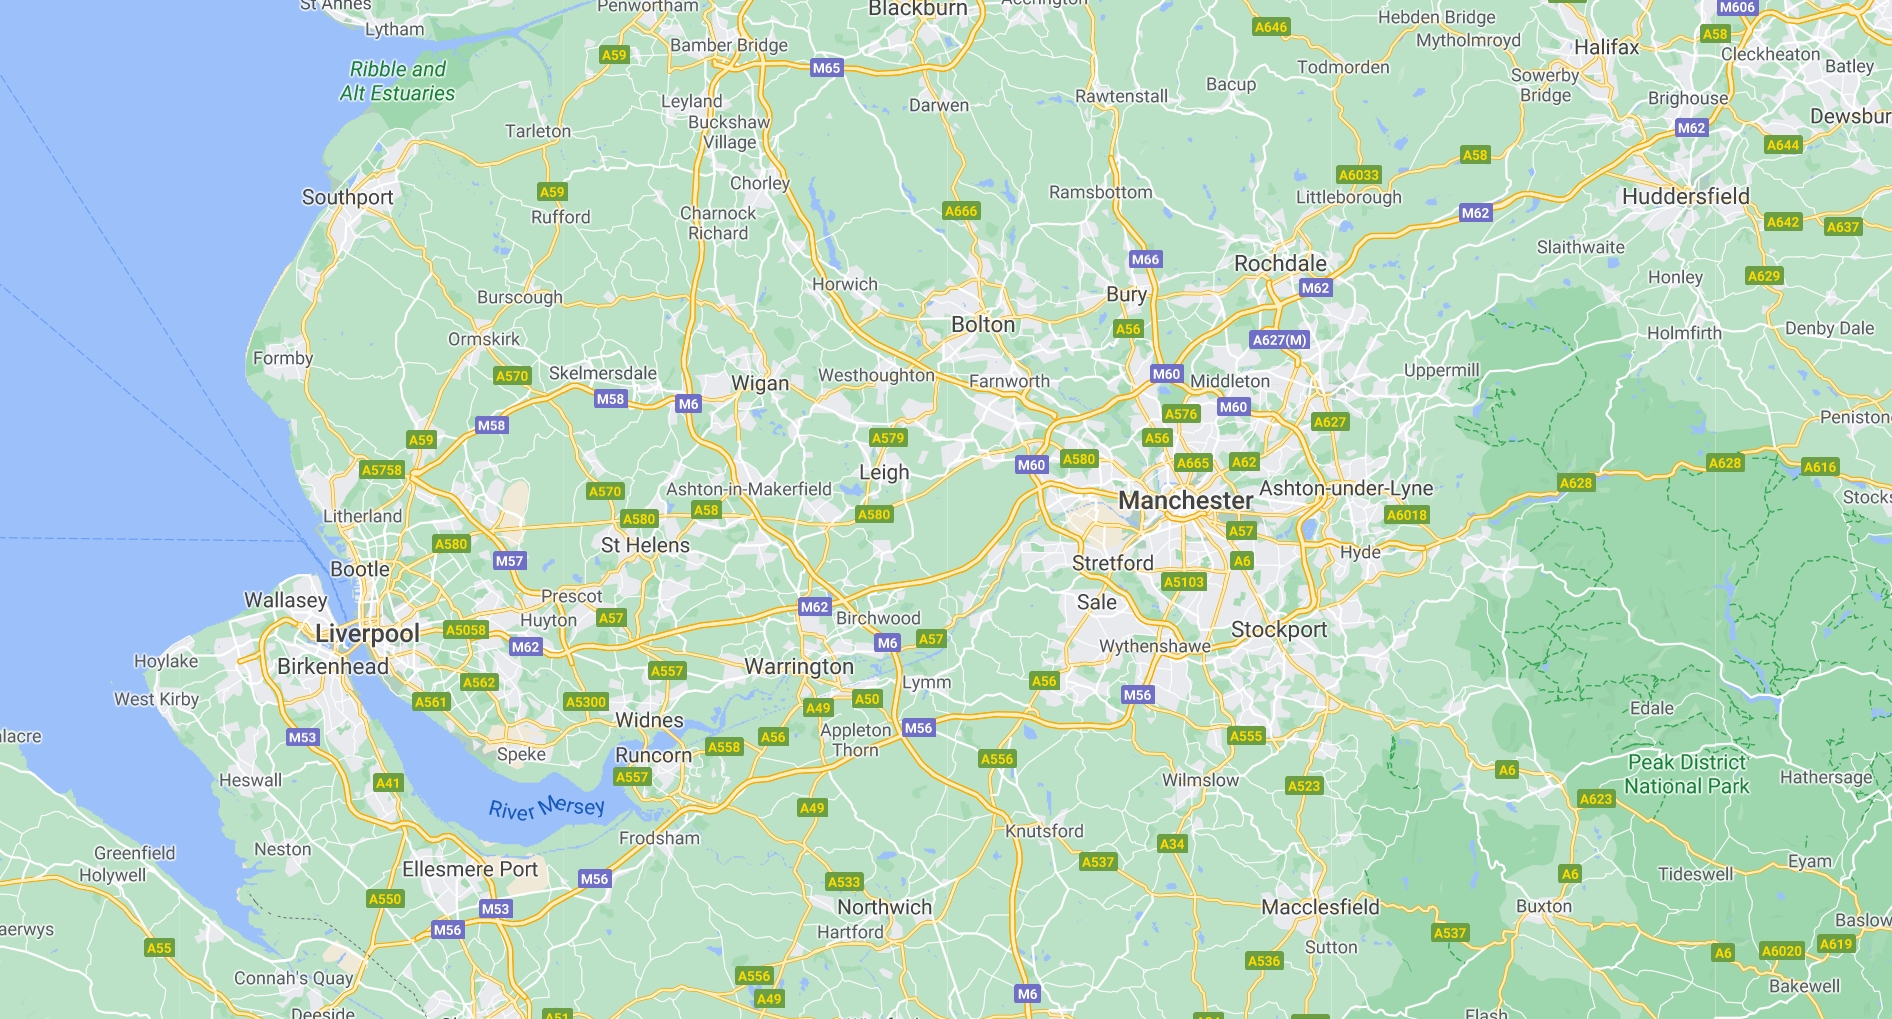 St Annes
Penwortham
Blackburn
Accrington
M606
Lytham
A646
Hebden Bridge
A58
Bamber Bridge
A59
Mytholmroyd
Halifax
Cleckheaton
Ribble and
Alt Estuaries
M65
Todmorden
Batley
Sowerby
Bridge
Bacup
Leyland
Darwen
Rawtenstall
Brighouse
Buckshaw
Village
Tarleton
M62
Dewsbur
A644
A58
A6033
Chorley
Southport
A59
Ramsbottom
Littleborough
Huddersfield
Rufford
Charnock
Richard
A666
M62
A642
A637
Slaithwaite
M66
Rochdale
Honley
A629
Horwich
M62
Burscough
Bury
Bolton
A56
Denby Dale
Holmfirth
Ormskirk
A627(M)
Formby
Uppermill
A570
Skelmersdale
Wigan
Westhoughton
Farnworth
M60
Middleton
M58
M6
M60
A576
Penistone
M58
A627
A59
A579
A56
A5758
Leigh
M60
A580
A665
A62
A628
A616
A628
A570
Ashton-in-Makerfield
Manchester
Ashton-under-Lyne
Stocks
Litherland
A580
A58
A580
A6018
A57
A580
St Helens
Hyde
M57
Stretford
A6
Bootle
A5103
Wallasey
Prescot
M62
Sale
Huyton
A57
Birchwood
Liverpool
A5058
Stockport
M62
M6
A57
Wythenshawe
Hoylake
Birkenhead
A557
Warrington
A562
Lymm
A56
West Kirby
A561
A5300
A49
A50
M56
Edale
Widnes
M53
A56
Appleton
Thorn
M56
A555
alacre
A558
Speke
Runcorn
A556
A6
Peak District
National Park
Heswall
A41
A557
Wilmslow
A523
Hathersage
River Mersey
A49
A623
Frodsham
Knutsford
Neston
A34
Greenfield
Holywell
Ellesmere Port
A537
Eyam
M56
A533
A6
Tideswell
A550
M53
Northwich
Macclesfield
Buxton
aerwys
M56
Hartford
A537
Baslow
A55
Sutton
A6
A6020
A619
Connah's Quay
A556
A536
Bakewell
A49
M6
Deeside
A51
Flash